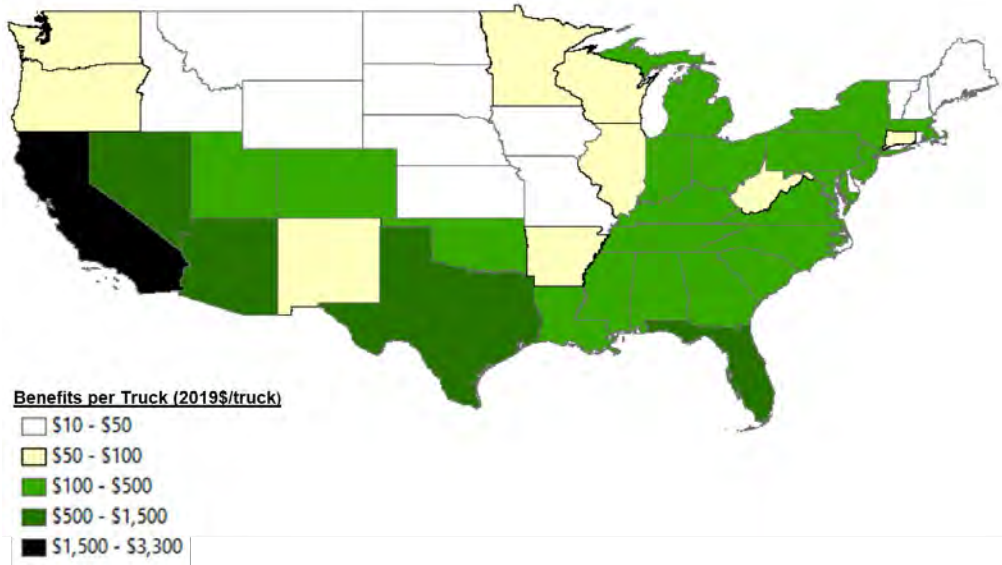 Benefits per Truck (2019$/truck)
$10 - $50
$50 - $100
$100 - $500
$500 - $1,500
$1,500 - $3,300